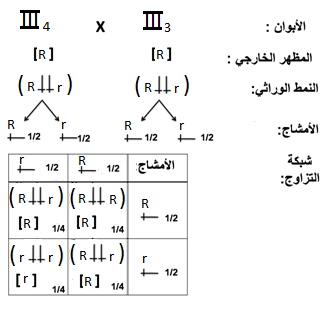 الأبوان : III3 X III4
المظهر الخارجي : [R] [R]
النمط الوراثي: (R╨r) (R╨r)
الأمشاج: R 1/2 r 1/2 R 1/2 r 1/2
شبكة التزاوج:
الأمشاج R 1/2 r 1/2
R 1/2 (R╨R) [R] 1/4 (R╨r) [R] 1/4
r 1/2 (R╨r) [R] 1/4 (r╨r) [r] 1/4